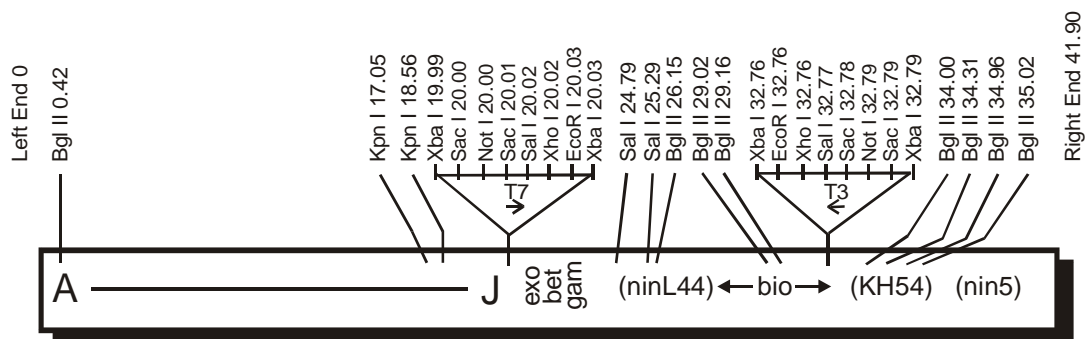 Left End 0
Bgl II 0.42
Kpn I 17.05
Kpn I 18.56
Xba I 19.99
Sac I 20.00
Not I 20.00
Sac I 20.01
Sal I 20.02
Xho I 20.02
EcoR I 20.03
Xba I 20.03
Sal I 24.79
Sal I 25.29
Bgl II 26.15
Bgl II 29.02
Bgl II 29.16
Xba I 32.76
EcoR I 32.76
Xho I 32.76
Sal I 32.77
Sac I 32.78
Not I 32.79
Sac I 32.79
Xba I 32.79
Bgl II 34.00
Bgl II 34.31
Bgl II 34.96
Bgl II 35.02
Right End 41.90
T7
T3
A
J
exo
bet
gam
(ninL44)
bio
(KH54)
(nin5)